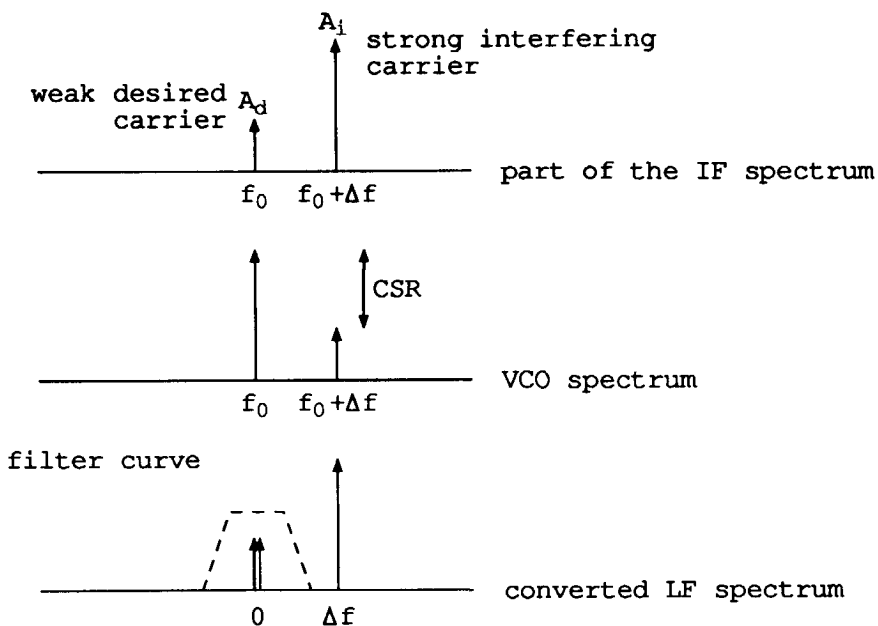 A_i strong interfering
carrier
weak desired A_d
carrier
part of the IF spectrum
f_0 f_0+Δf
CSR
VCO spectrum
f_0 f_0+Δf
filter curve
converted LF spectrum
0 Δf